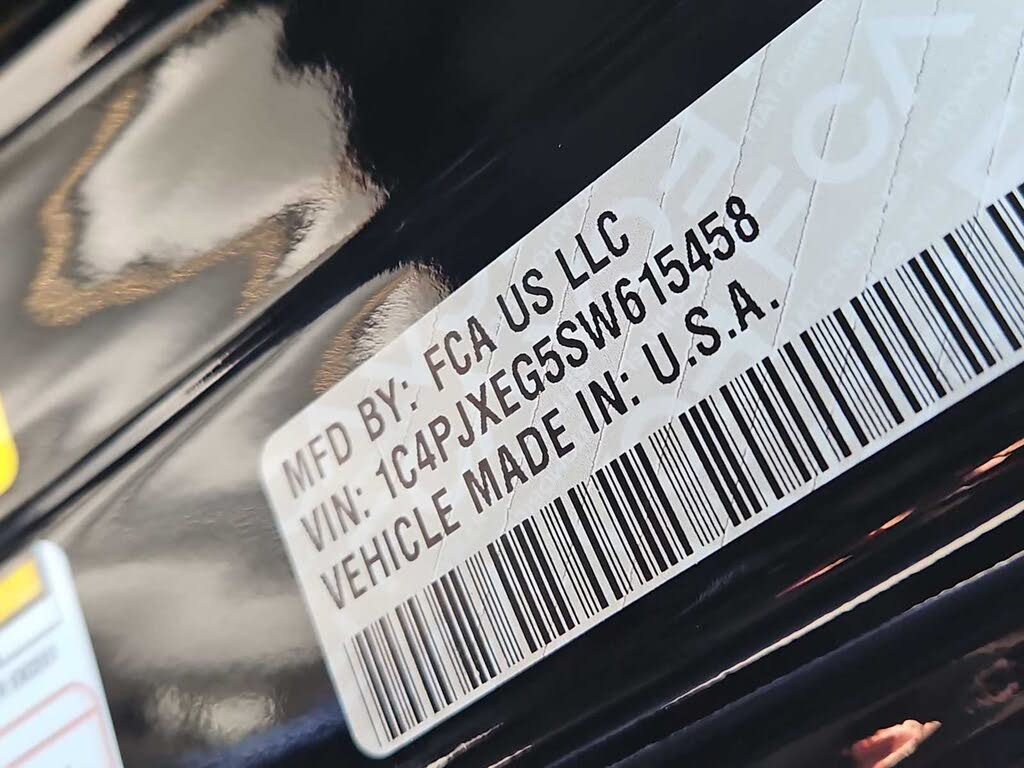 MFD BY: FCA US LLC
VIN: 1C4PJXEG5SW615458
VEHICLE MADE IN: U.S.A.